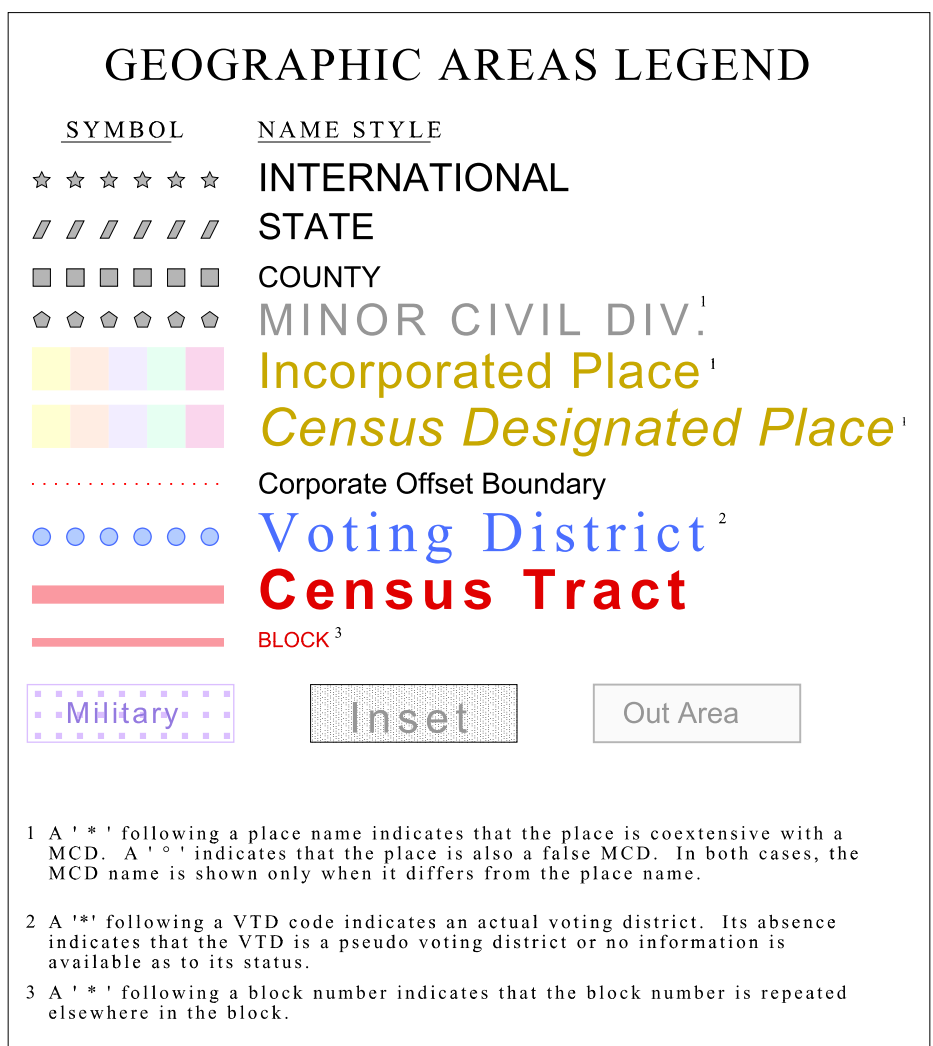 GEOGRAPHIC AREAS LEGEND
SYMBOL NAME STYLE
INTERNATIONAL
STATE
COUNTY
MINOR CIVIL DIV. 1
Incorporated Place 1
Census Designated Place 1
Corporate Offset Boundary
Voting District 2
Census Tract
BLOCK 3
Military Inset Out Area
1 A ' * ' following a place name indicates that the place is coextensive with a
MCD. A ' ° ' indicates that the place is also a false MCD. In both cases, the
MCD name is shown only when it differs from the place name.
2 A '*' following a VTD code indicates an actual voting district. Its absence
indicates that the VTD is a pseudo voting district or no information is
available as to its status.
3 A ' * ' following a block number indicates that the block number is repeated
elsewhere in the block.